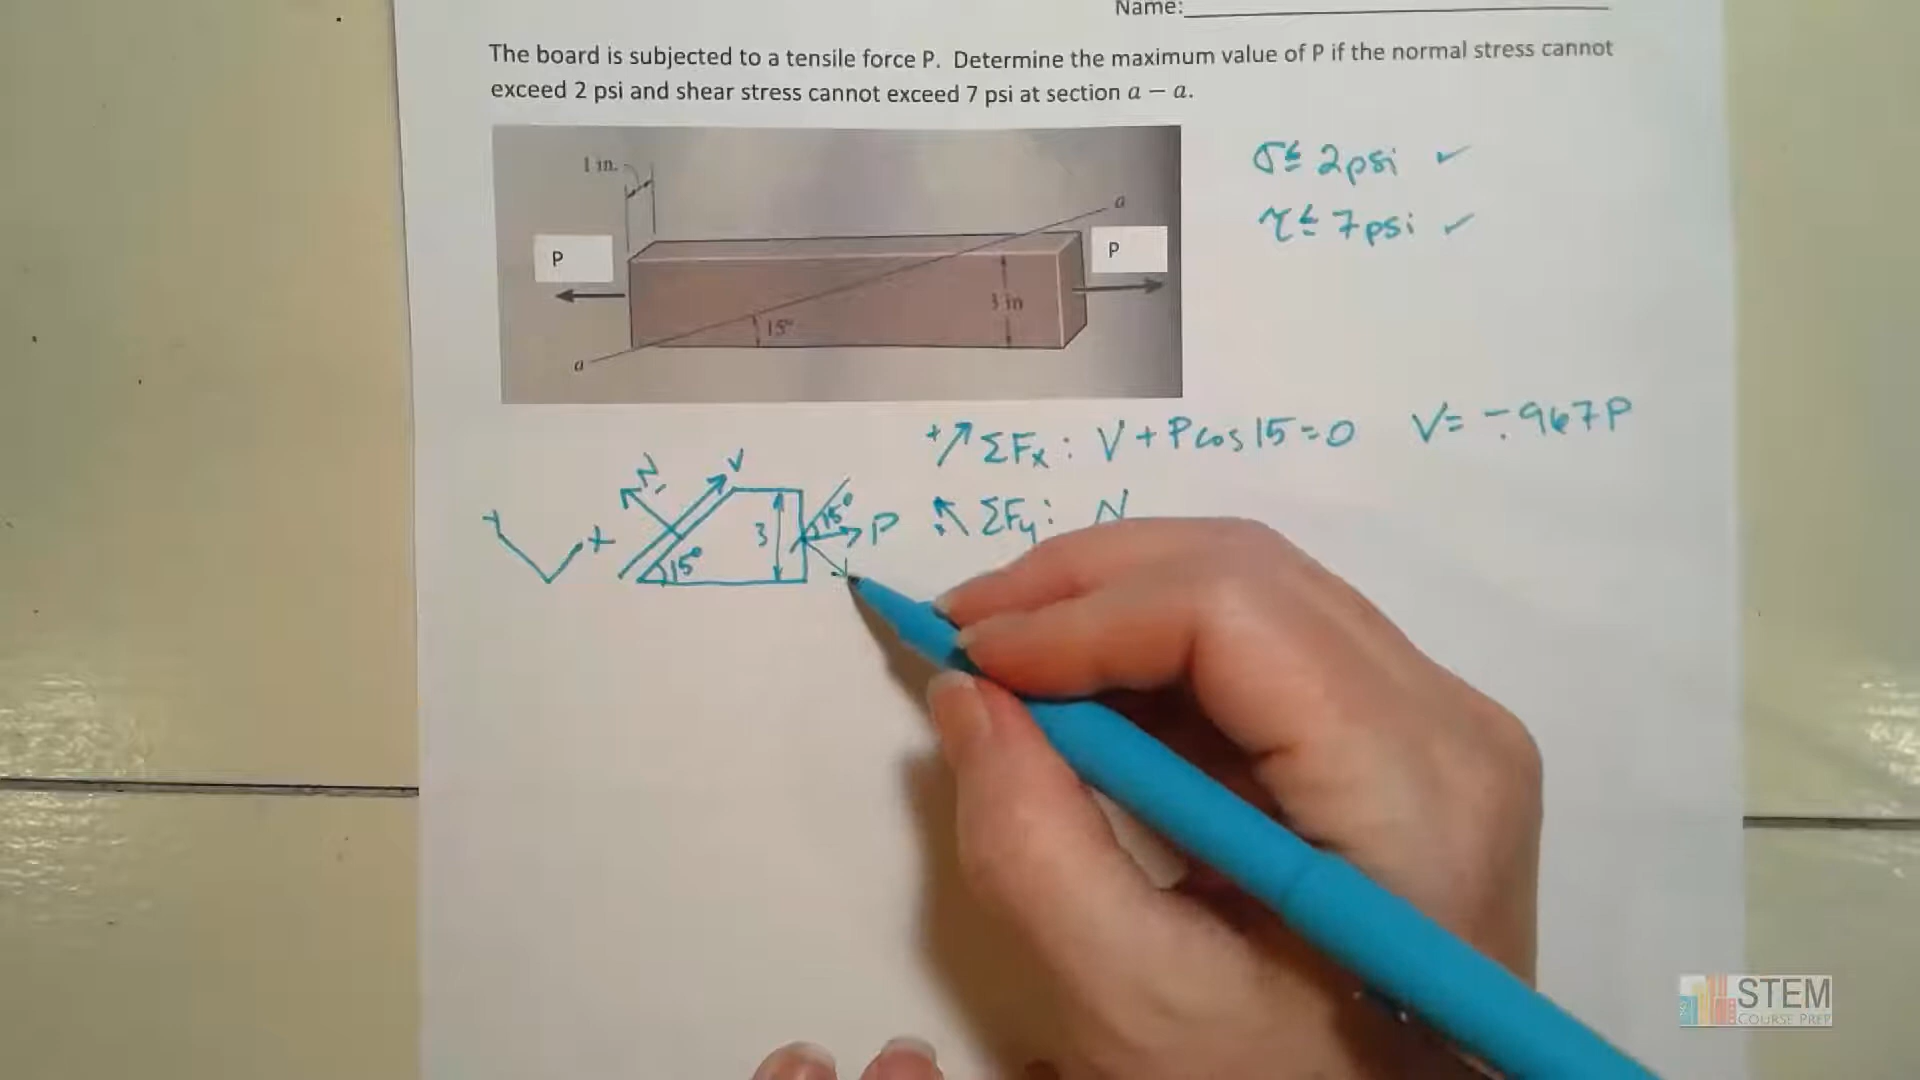 Name:
The board is subjected to a tensile force P. Determine the maximum value of P if the normal stress cannot
exceed 2 psi and shear stress cannot exceed 7 psi at section a – a.
1 in.
a
P
P
3 in
15°
a
σ ≤ 2psi ✓
τ ≤ 7psi ✓
+↗ ΣFx: V + Pcos15=0 V= -.967P
↖ ΣFy: N
N
V
Y
x
15°
3
15°
P
STEM
COURSE PREP